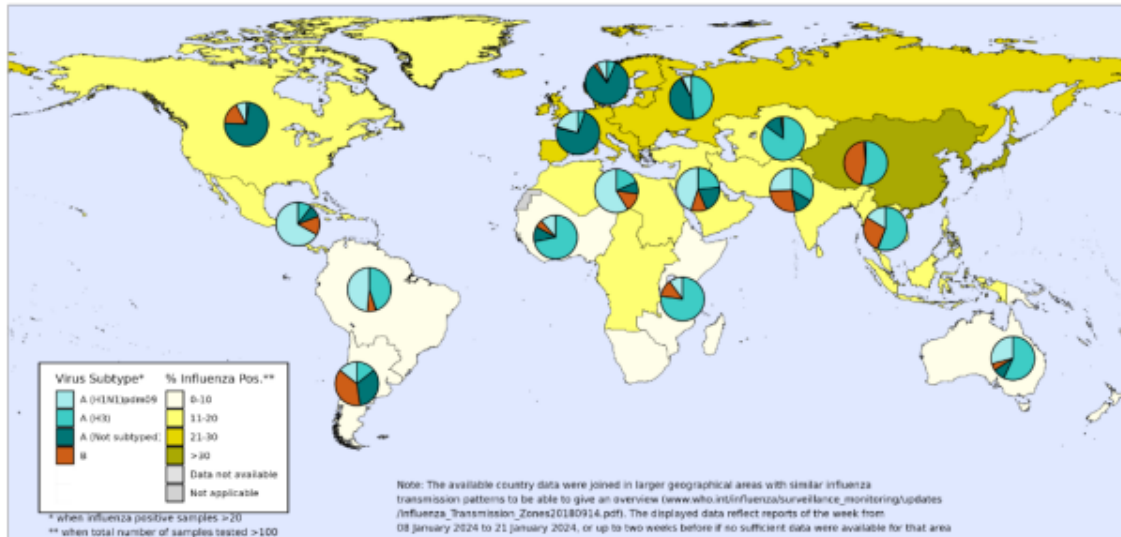 Virus Subtype*
A (H1N1)pdm09
A (H3)
A (Not subtyped)
B
% Influenza Pos.**
0-10
11-20
21-30
>30
Data not available
Not applicable
* when influenza positive samples >20
** when total number of samples tested >100
Note: The available country data were joined in larger geographical areas with similar influenza
transmission patterns to be able to give an overview (www.who.int/influenza/surveillance_monitoring/updates
/Influenza_Transmission_Zones20180914.pdf). The displayed data reflect reports of the week from
08 January 2024 to 21 January 2024, or up to two weeks before if no sufficient data were available for that area